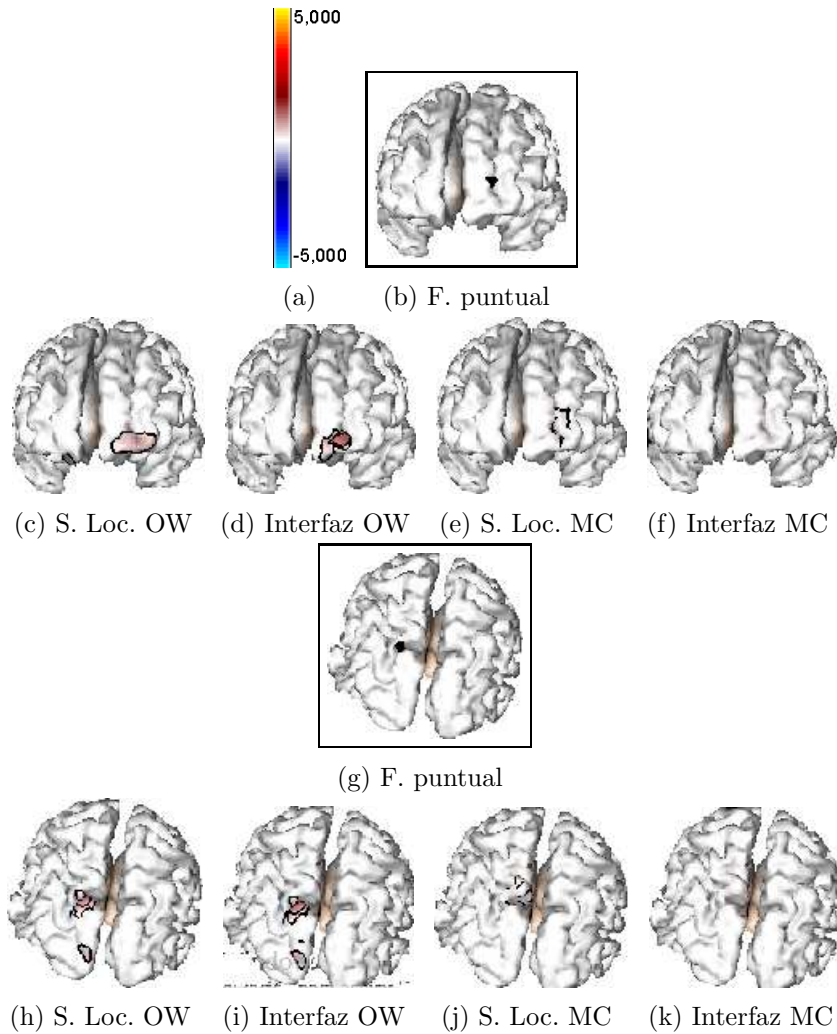 5,000
-5,000
(a) (b) F. puntual
(c) S. Loc. OW (d) Interfaz OW (e) S. Loc. MC (f) Interfaz MC
(g) F. puntual
(h) S. Loc. OW (i) Interfaz OW (j) S. Loc. MC (k) Interfaz MC